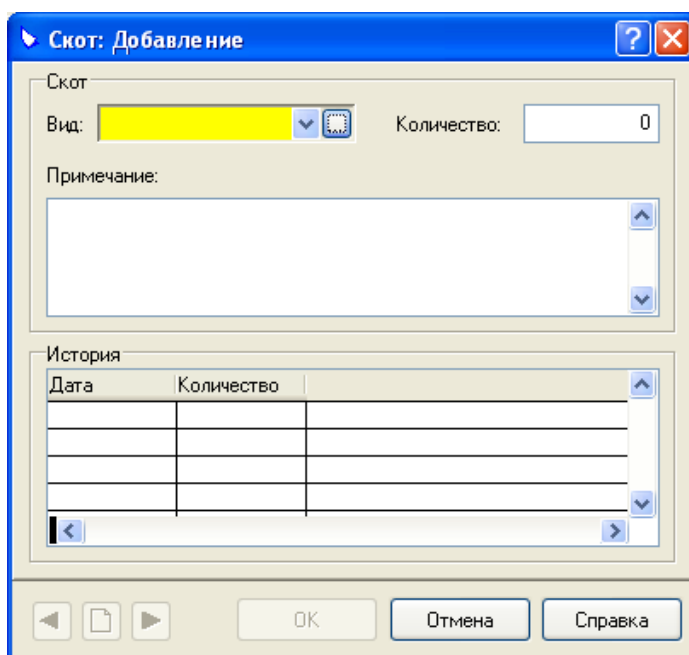 Скот: Добавление
Скот
Вид: Количество: 0
Примечание:
История
Дата Количество
OK Отмена Справка